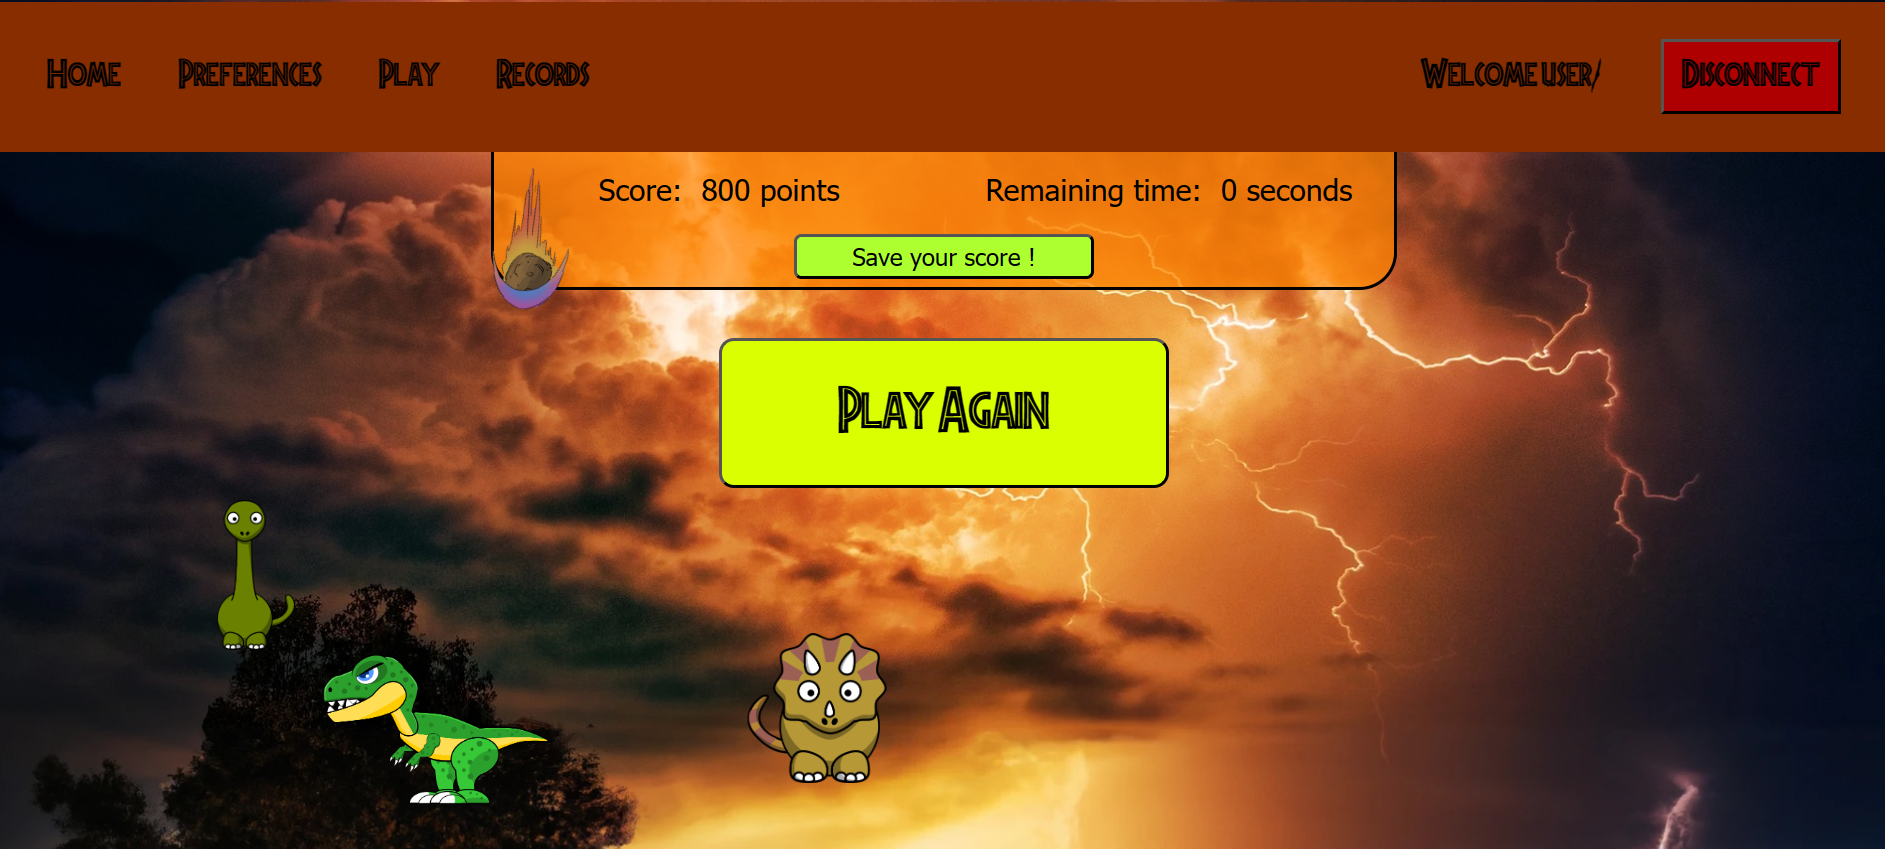 Home Preferences Play Records Welcome user! Disconnect
Score: 800 points Remaining time: 0 seconds
Save your score !
Play Again